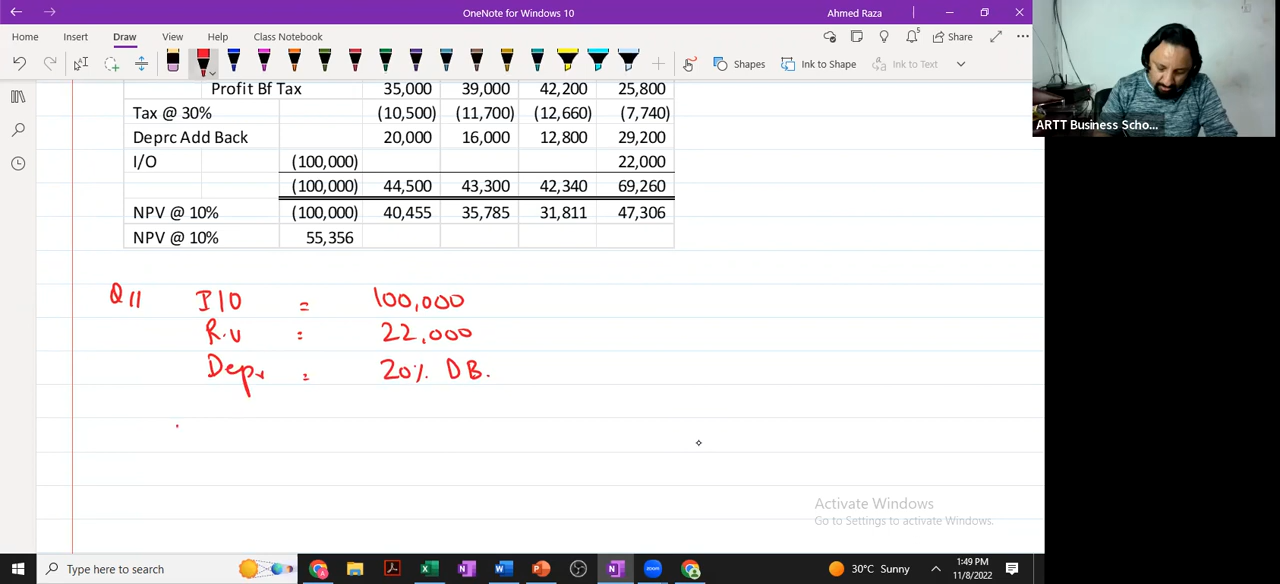 OneNote for Windows 10
Ahmed Raza
Home Insert Draw View Help Class Notebook
Share
Shapes Ink to Shape Ink to Text
ARTT Business Scho...
Profit Bf Tax 35,000 39,000 42,200 25,800
Tax @ 30% (10,500) (11,700) (12,660) (7,740)
Deprc Add Back 20,000 16,000 12,800 29,200
I/O (100,000) 22,000
(100,000) 44,500 43,300 42,340 69,260
NPV @ 10% (100,000) 40,455 35,785 31,811 47,306
NPV @ 10% 55,356
Q11 I/O = 100,000
R.V = 22,000
Depr = 20% DB.
Activate Windows
Go to Settings to activate Windows.
Type here to search
30°C Sunny
1:49 PM
11/8/2022